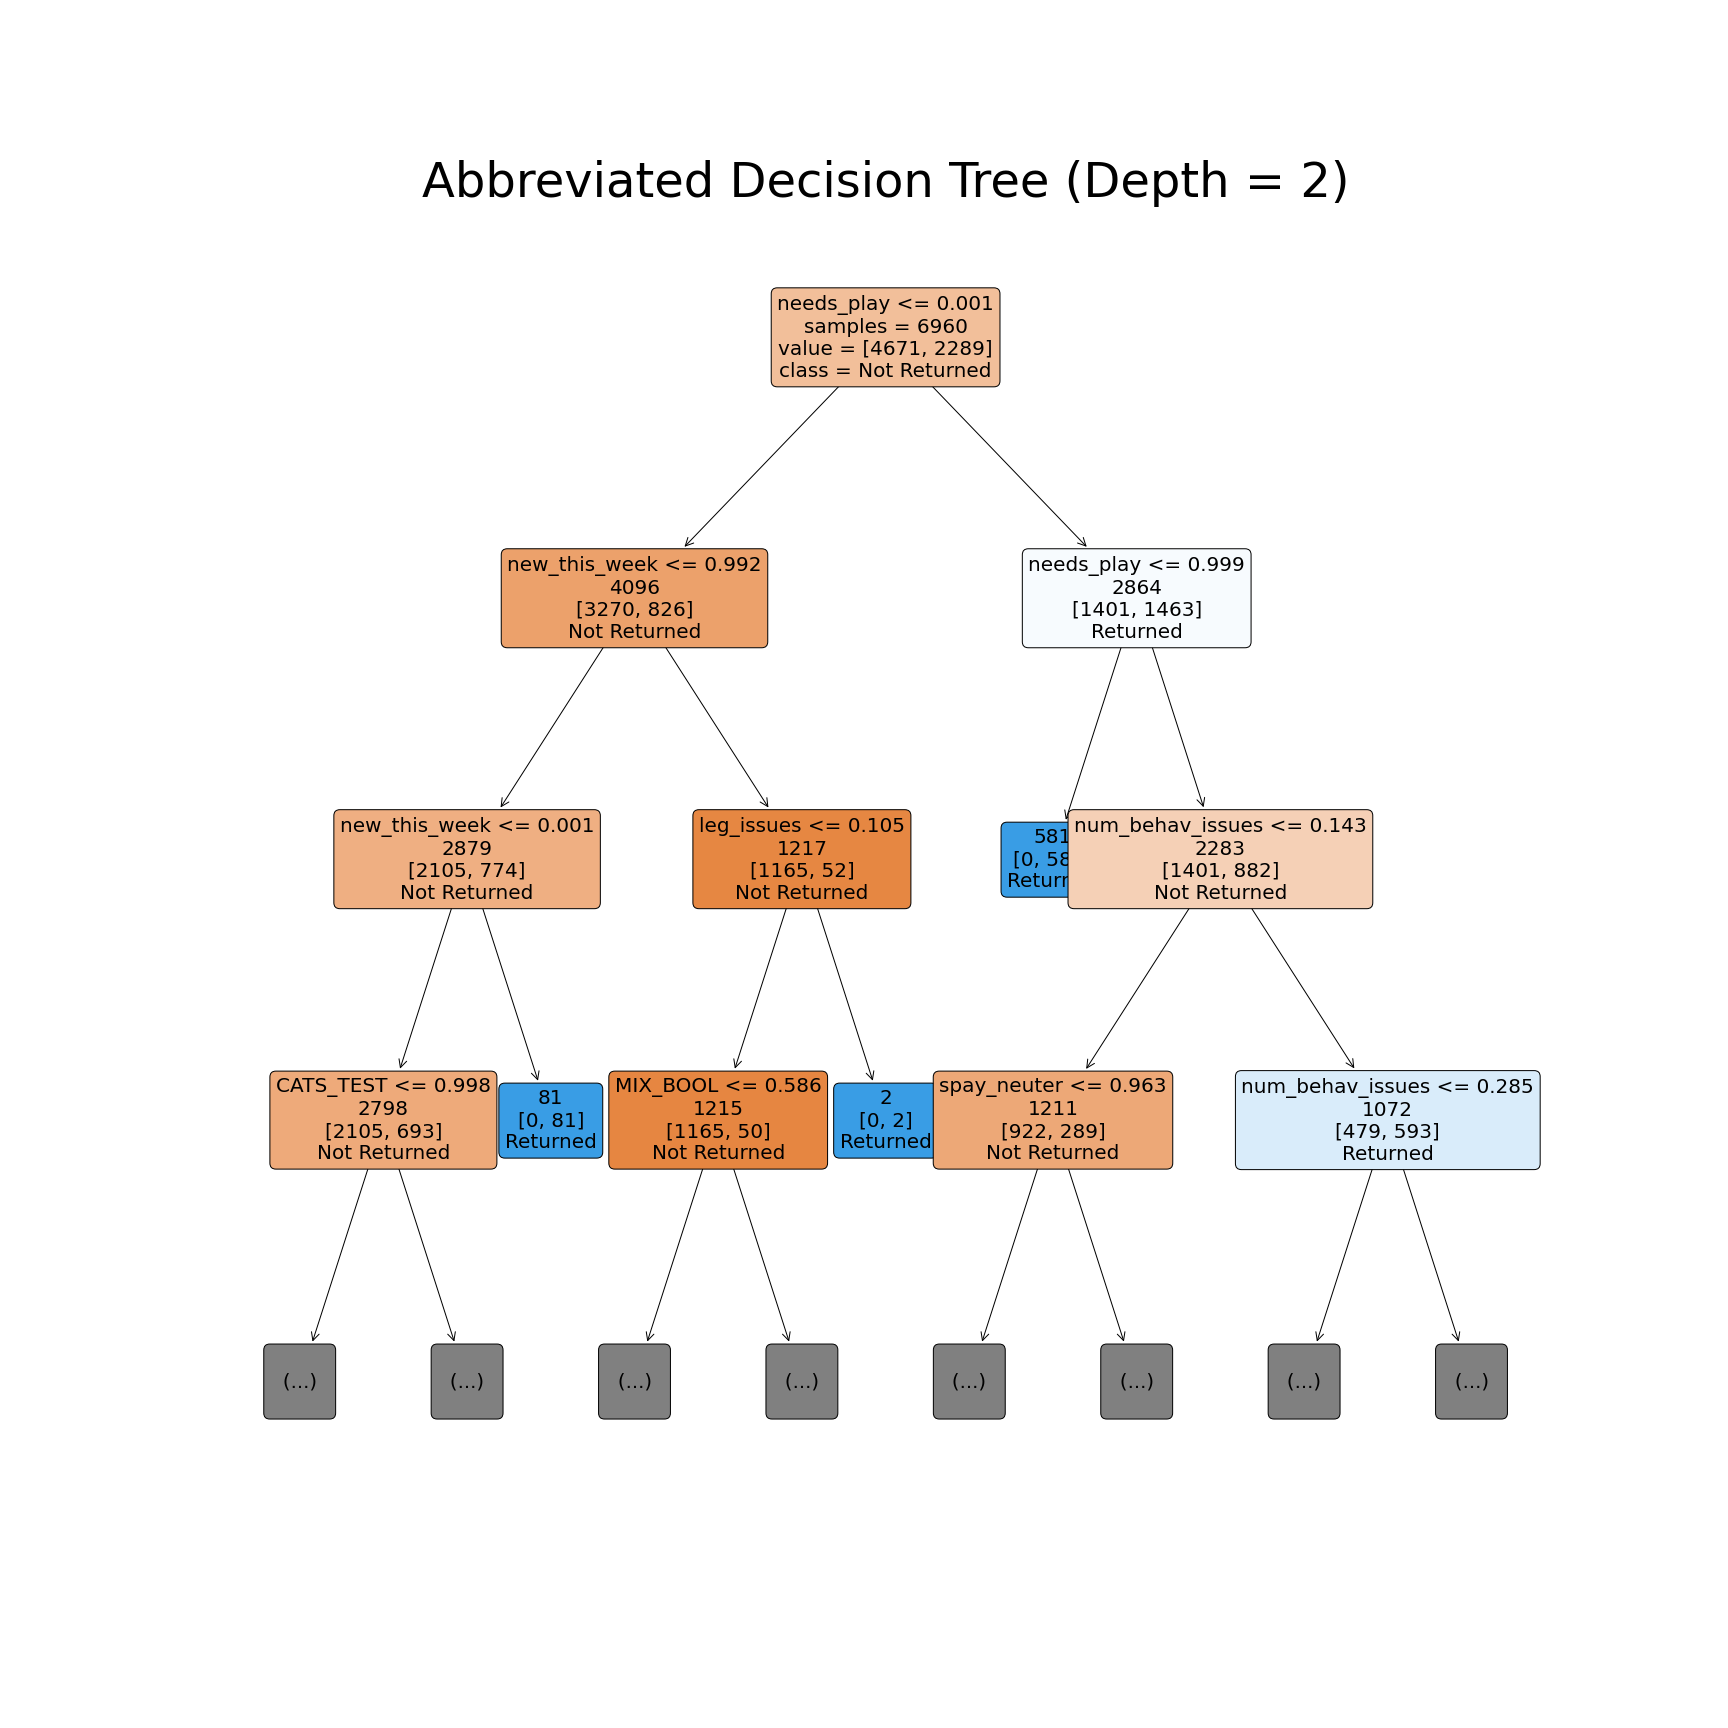 Abbreviated Decision Tree (Depth = 2)
needs_play <= 0.001
samples = 6960
value = [4671, 2289]
class = Not Returned
new_this_week <= 0.992
4096
[3270, 826]
Not Returned
needs_play <= 0.999
2864
[1401, 1463]
Returned
new_this_week <= 0.001
2879
[2105, 774]
Not Returned
leg_issues <= 0.105
1217
[1165, 52]
Not Returned
581
[0, 58
Return
num_behav_issues <= 0.143
2283
[1401, 882]
Not Returned
CATS_TEST <= 0.998
2798
[2105, 693]
Not Returned
81
[0, 81]
Returned
MIX_BOOL <= 0.586
1215
[1165, 50]
Not Returned
2
[0, 2]
Returned
spay_neuter <= 0.963
1211
[922, 289]
Not Returned
num_behav_issues <= 0.285
1072
[479, 593]
Returned
(...)
(...)
(...)
(...)
(...)
(...)
(...)
(...)